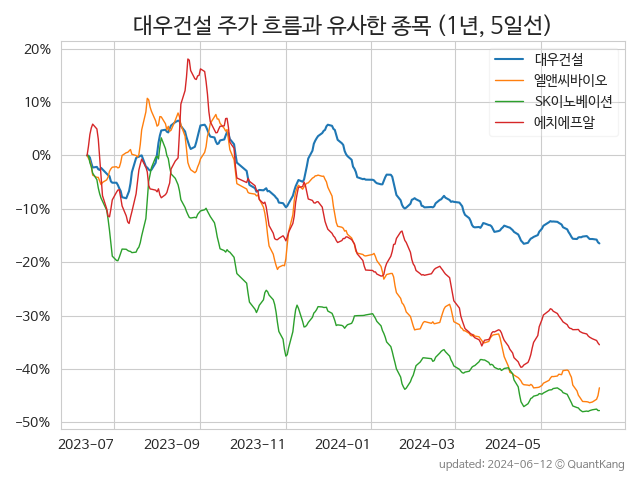 대우건설 주가 흐름과 유사한 종목 (1년, 5일선)
대우건설
엘앤씨바이오
SK이노베이션
에치에프알
20%
10%
0%
−10%
−20%
−30%
−40%
−50%
2023-07 2023-09 2023-11 2024-01 2024-03 2024-05
updated: 2024-06-12 © QuantKang